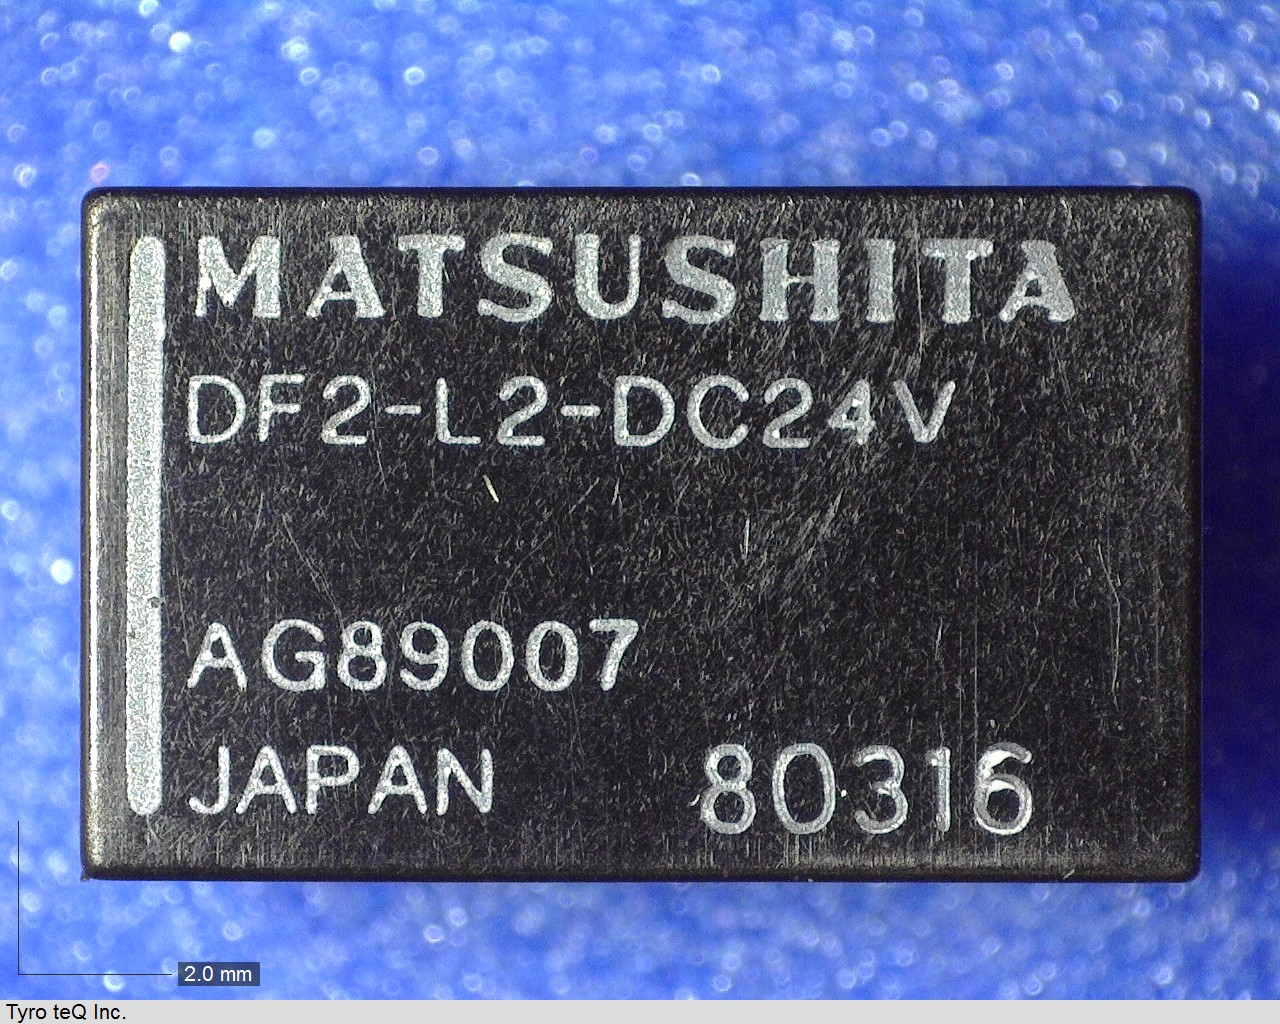 MATSUSHITA
DF2-L2-DC24V
AG89007
JAPAN 80316
2.0 mm
Tyro teQ Inc.